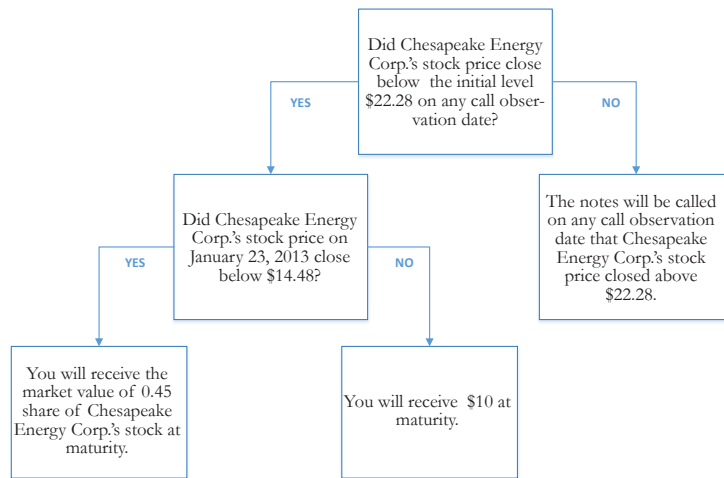 Did Chesapeake Energy
Corp.'s stock price close
below the initial level
$22.28 on any call obser-
vation date?
YES
NO
Did Chesapeake Energy
Corp.'s stock price on
January 23, 2013 close
below $14.48?
The notes will be called
on any call observation
date that Chesapeake
Energy Corp.'s stock
price closed above
$22.28.
YES
NO
You will receive the
market value of 0.45
share of Chesapeake
Energy Corp.'s stock at
maturity.
You will receive $10 at
maturity.